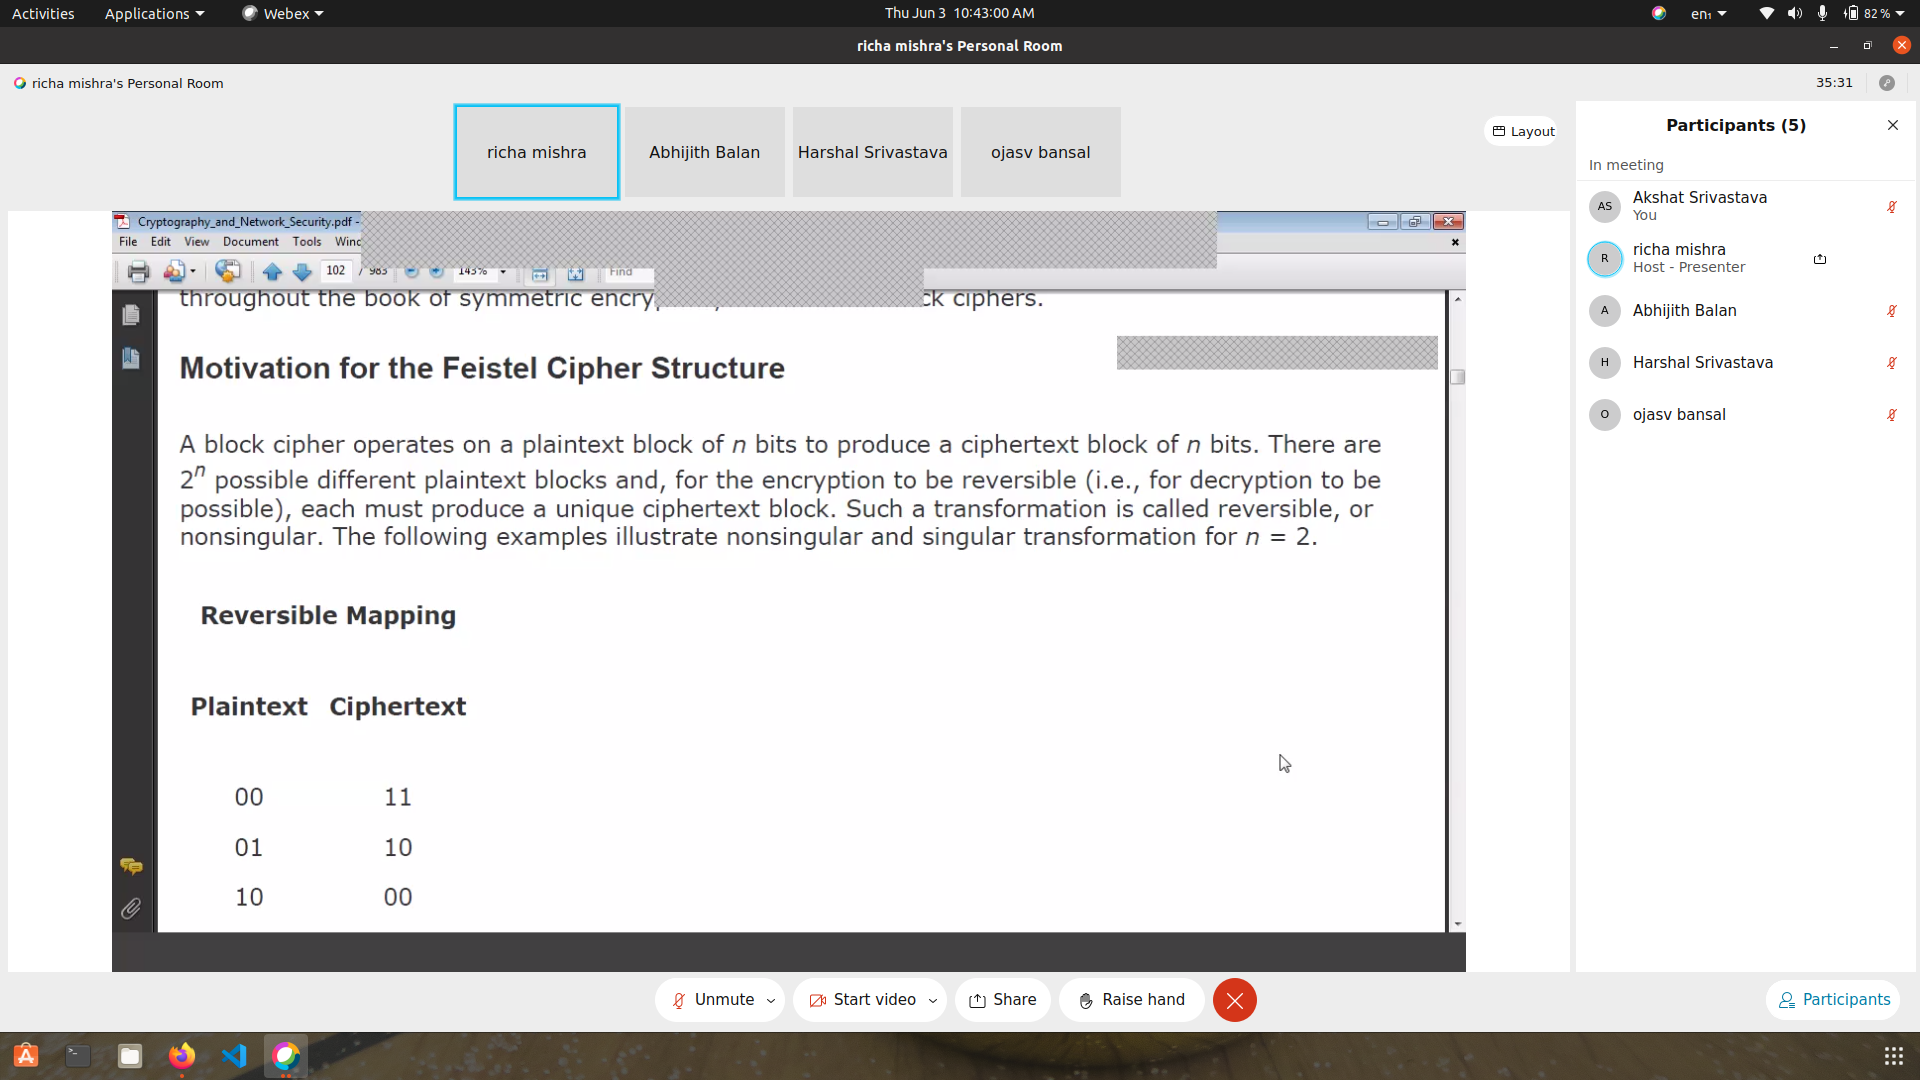 Activities Applications Webex Thu Jun 3 10:43:00 AM en₁ 82 %
richa mishra's Personal Room
richa mishra's Personal Room 35:31
richa mishra Abhijith Balan Harshal Srivastava ojasv bansal Layout
Participants (5)
In meeting
AS Akshat Srivastava
You
R richa mishra
Host - Presenter
A Abhijith Balan
H Harshal Srivastava
O ojasv bansal
Cryptography_and_Network_Security.pdf -
File Edit View Document Tools Wind
102 / 983 143% Find
throughout the book of symmetric encry ck ciphers.
Motivation for the Feistel Cipher Structure
A block cipher operates on a plaintext block of n bits to produce a ciphertext block of n bits. There are
2ⁿ possible different plaintext blocks and, for the encryption to be reversible (i.e., for decryption to be
possible), each must produce a unique ciphertext block. Such a transformation is called reversible, or
nonsingular. The following examples illustrate nonsingular and singular transformation for n = 2.
Reversible Mapping
Plaintext Ciphertext
00 11
01 10
10 00
Unmute Start video Share Raise hand Participants